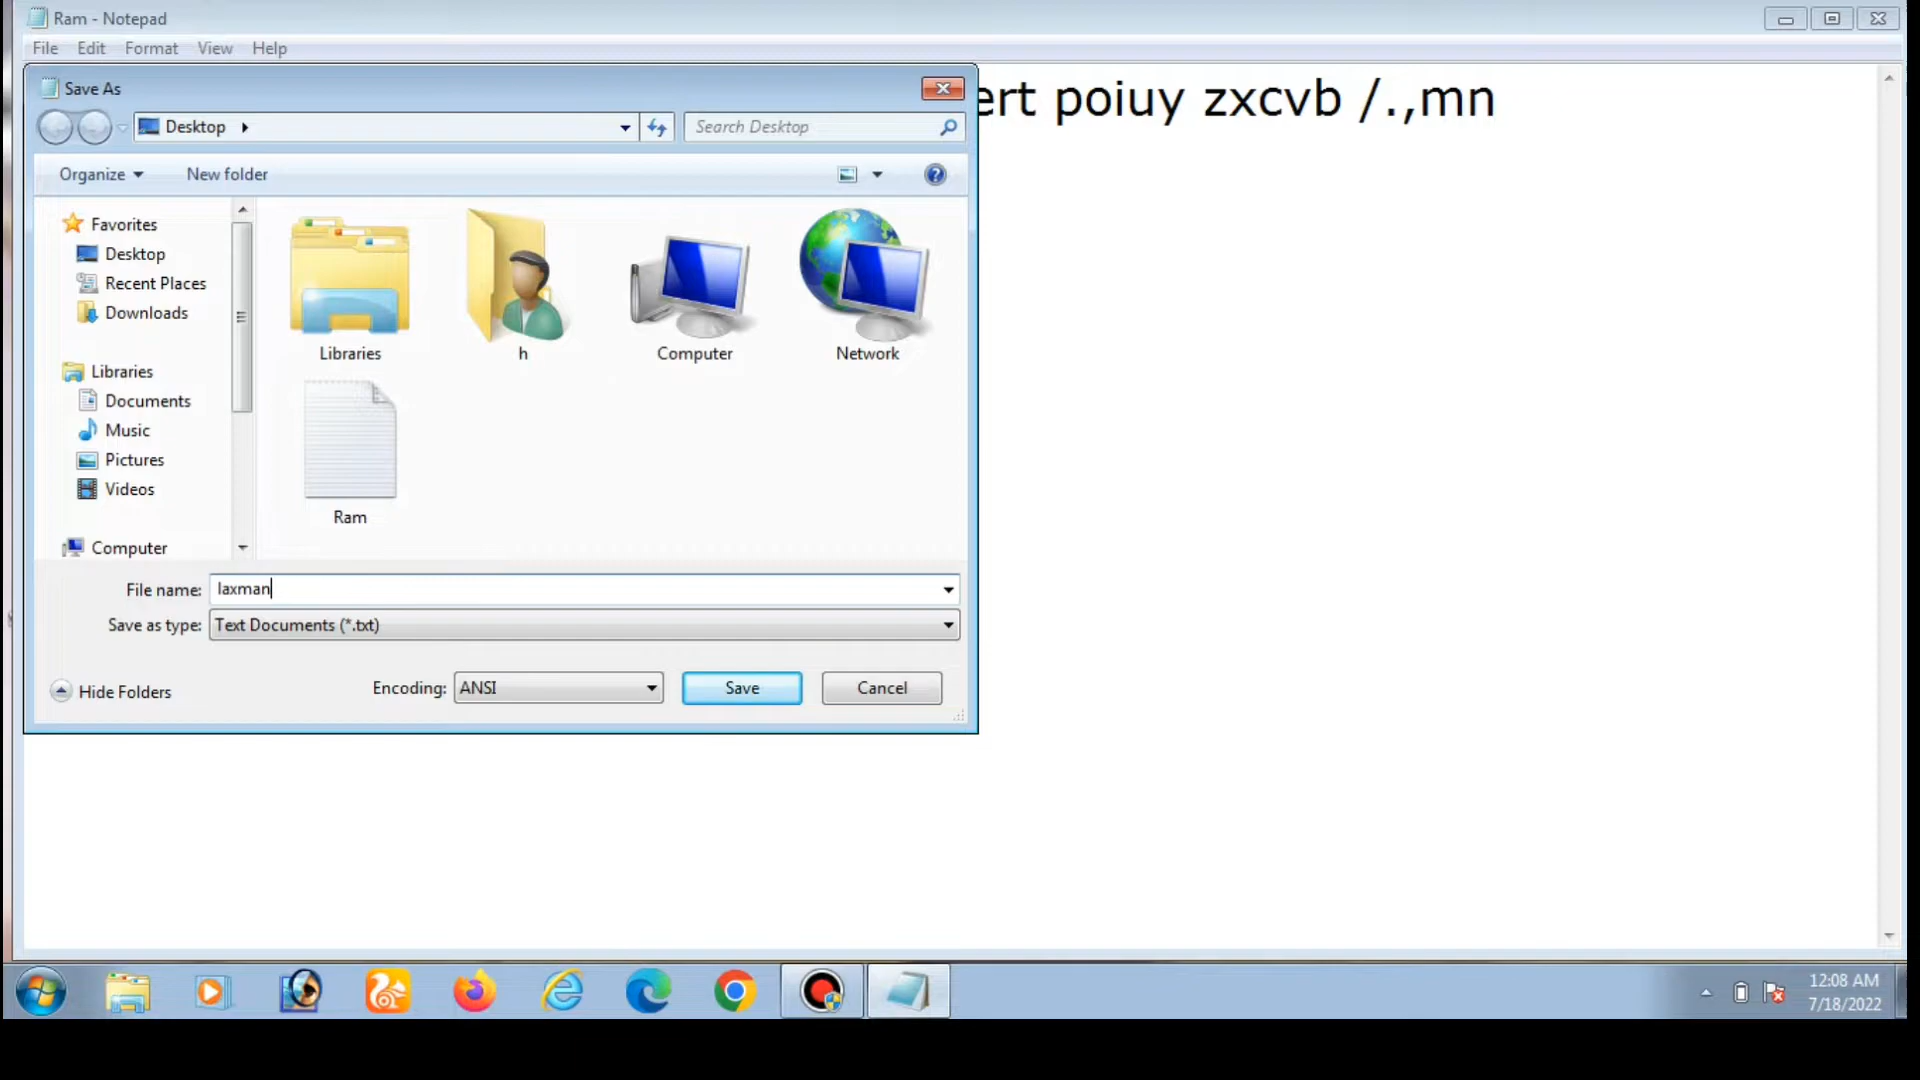 Ram - Notepad
File Edit Format View Help
Save As
ert poiuy zxcvb /.,mn
Desktop
Search Desktop
Organize
New folder
Favorites
Desktop
Recent Places
Downloads
Libraries
Documents
Music
Pictures
Videos
Computer
Libraries
h
Computer
Network
Ram
File name: laxman
Save as type: Text Documents (*.txt)
Hide Folders
Encoding: ANSI
Save
Cancel
12:08 AM
7/18/2022